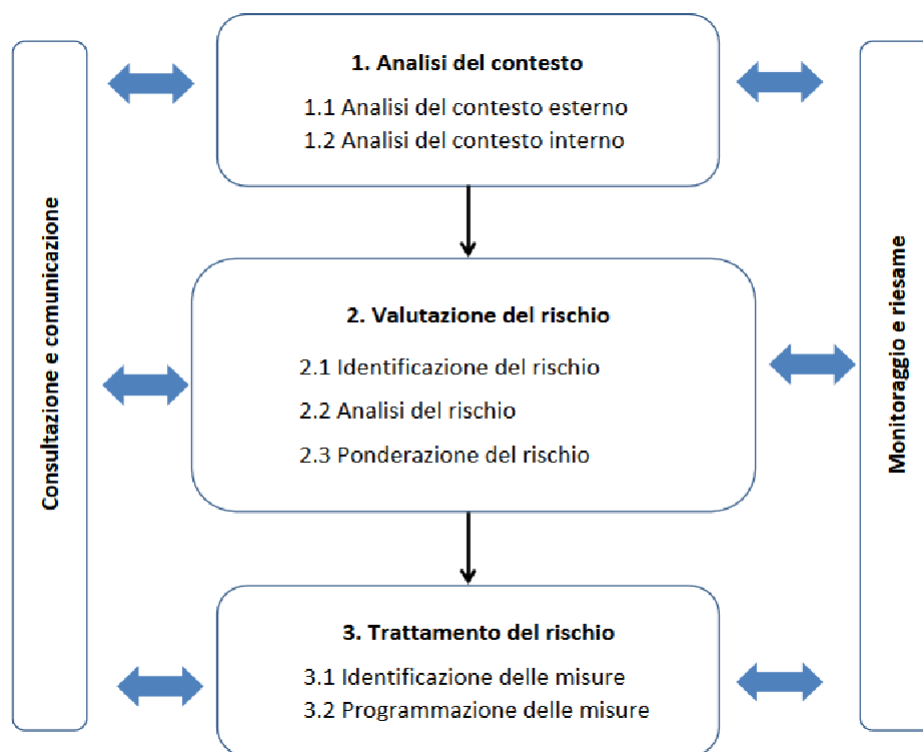 Consultazione e comunicazione
1. Analisi del contesto
1.1 Analisi del contesto esterno
1.2 Analisi del contesto interno
2. Valutazione del rischio
2.1 Identificazione del rischio
2.2 Analisi del rischio
2.3 Ponderazione del rischio
3. Trattamento del rischio
3.1 Identificazione delle misure
3.2 Programmazione delle misure
Monitoraggio e riesame